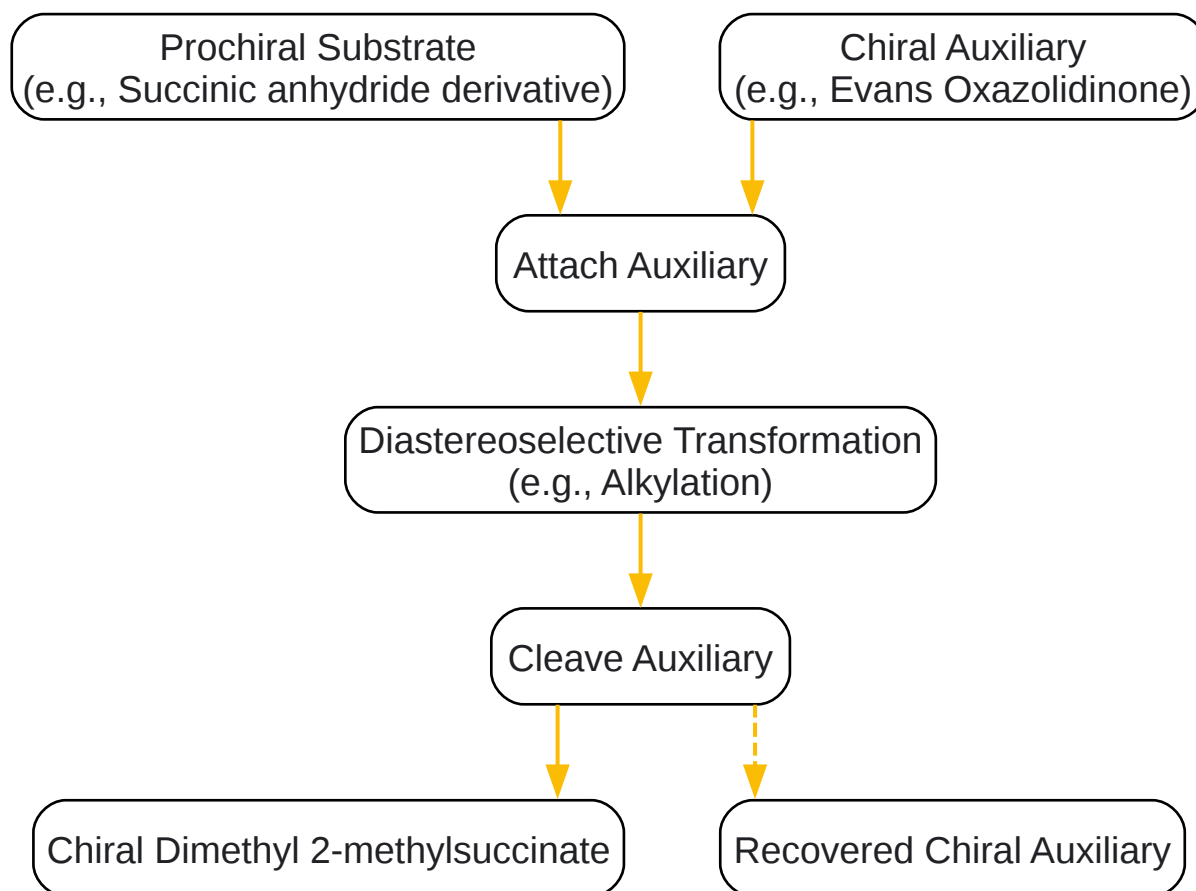 Prochiral Substrate
(e.g., Succinic anhydride derivative)
Chiral Auxiliary
(e.g., Evans Oxazolidinone)
Attach Auxiliary
Diastereoselective Transformation
(e.g., Alkylation)
Cleave Auxiliary
Chiral Dimethyl 2-methylsuccinate
Recovered Chiral Auxiliary